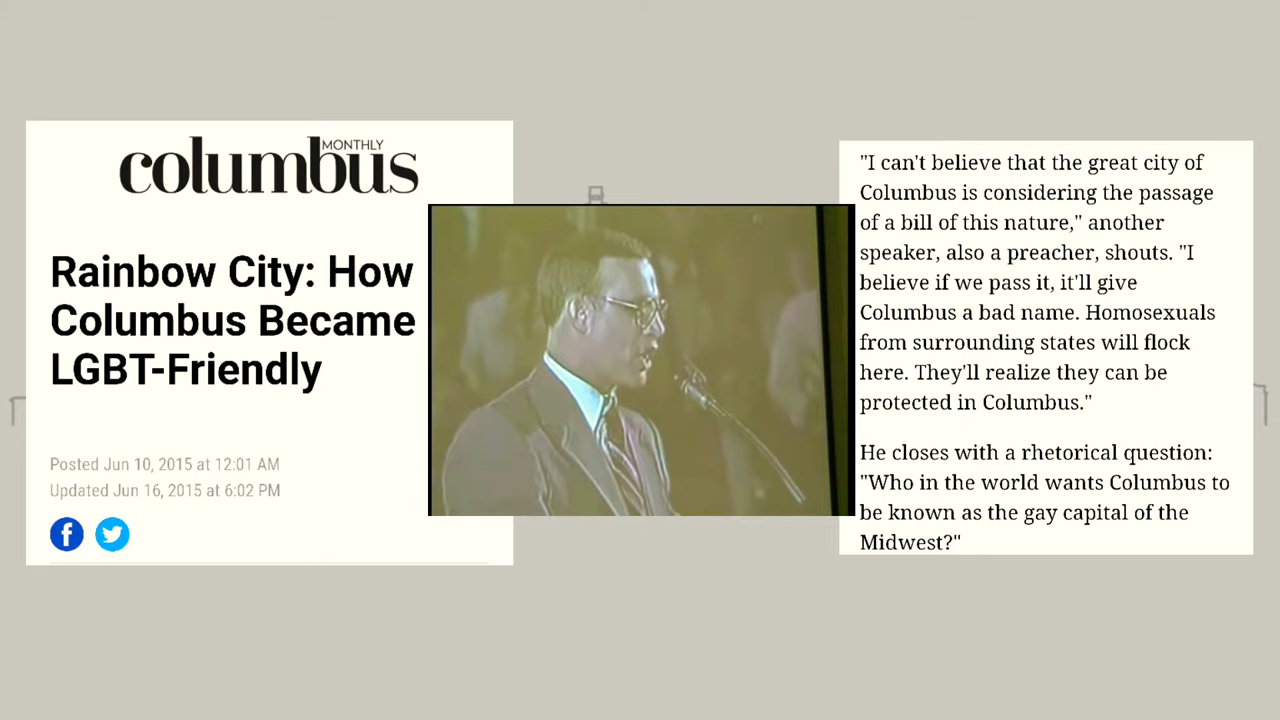 columbus
MONTHLY
Rainbow City: How
Columbus Became
LGBT-Friendly
Posted Jun 10, 2015 at 12:01 AM
Updated Jun 16, 2015 at 6:02 PM
"I can't believe that the great city of
Columbus is considering the passage
of a bill of this nature," another
speaker, also a preacher, shouts. "I
believe if we pass it, it'll give
Columbus a bad name. Homosexuals
from surrounding states will flock
here. They'll realize they can be
protected in Columbus."
He closes with a rhetorical question:
"Who in the world wants Columbus to
be known as the gay capital of the
Midwest?"